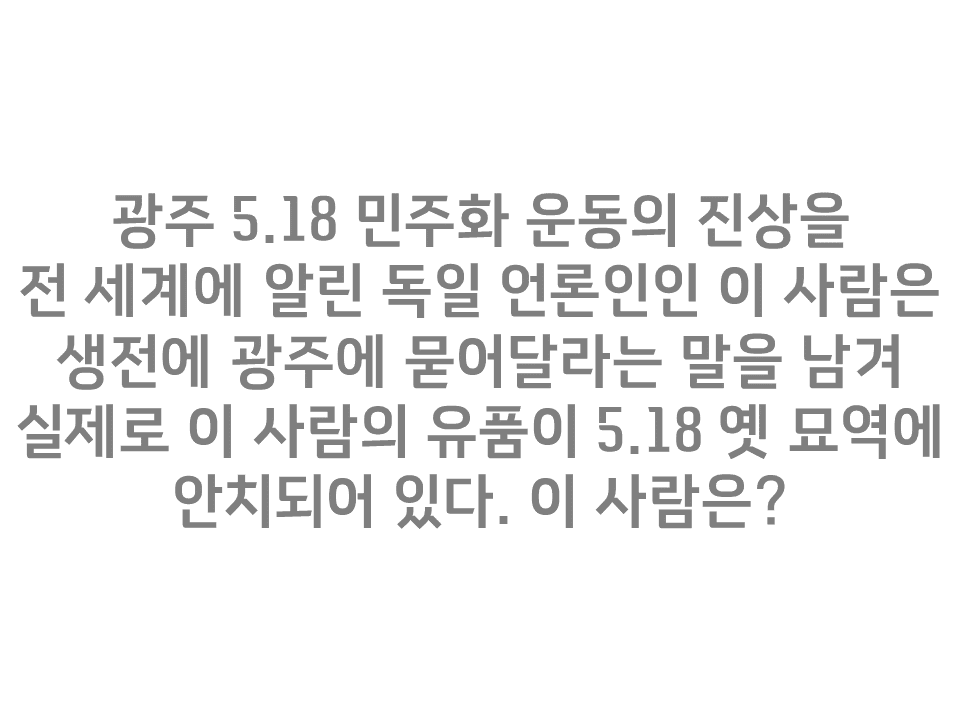 광주 5.18 민주화 운동의 진상을
전 세계에 알린 독일 언론인인 이 사람은
생전에 광주에 묻어달라는 말을 남겨
실제로 이 사람의 유품이 5.18 옛 묘역에
안치되어 있다. 이 사람은?